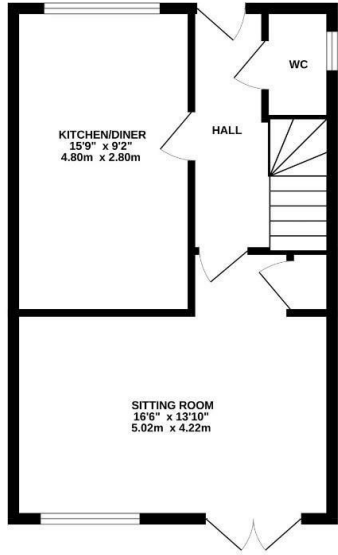 WC
HALL
KITCHEN/DINER
15'9" x 9'2"
4.80m x 2.80m
SITTING ROOM
16'6" x 13'10"
5.02m x 4.22m